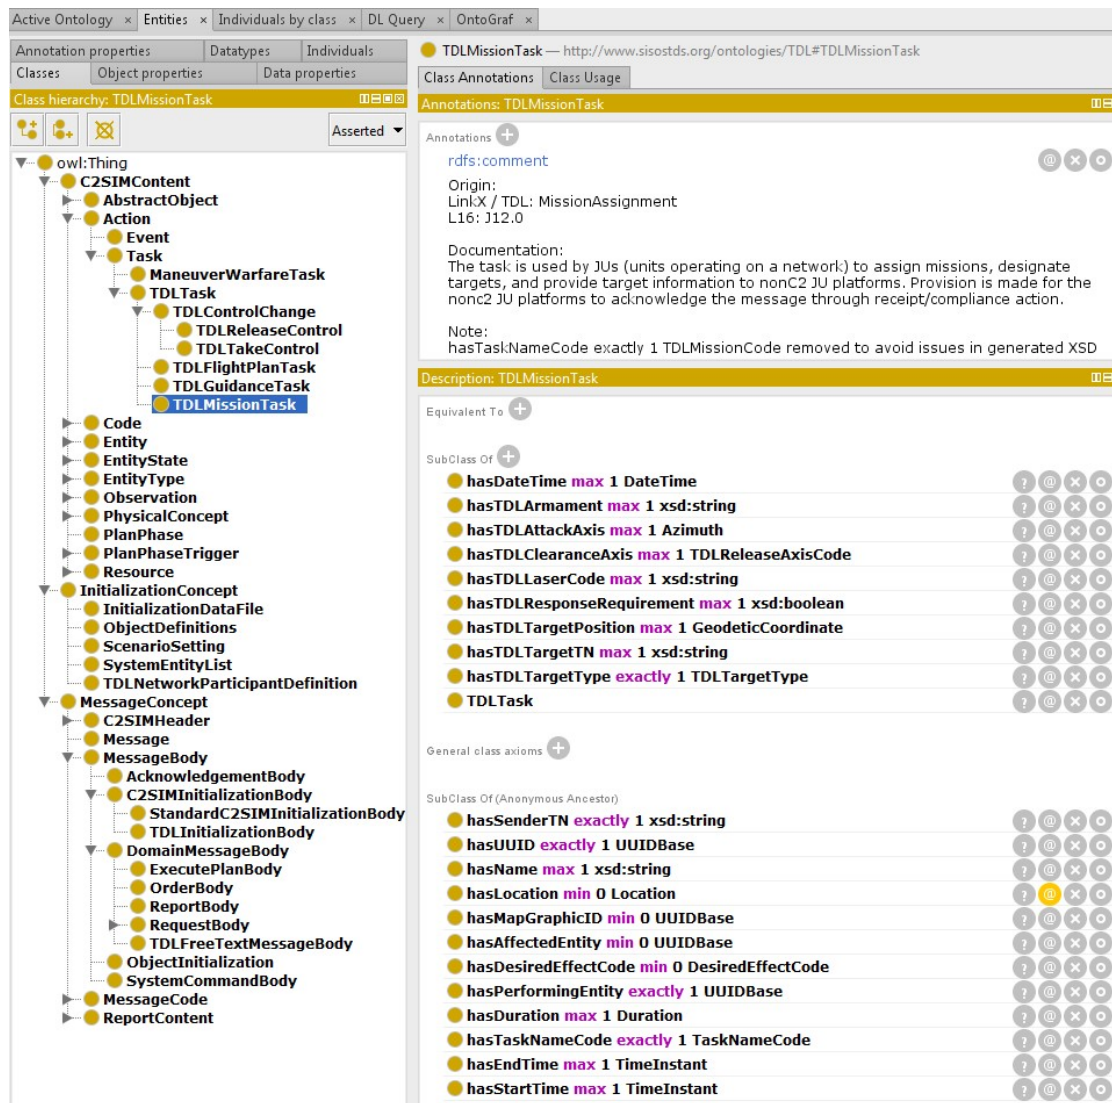 Active Ontology × Entities × Individuals by class × DL Query × OntoGraf ×
Annotation properties Datatypes Individuals
Classes Object properties Data properties
Class hierarchy: TDLMissionTask
Asserted
owl:Thing
C2SIMContent
AbstractObject
Action
Event
Task
ManeuverWarfareTask
TDLTask
TDLControlChange
TDLReleaseControl
TDLTakeControl
TDLFlightPlanTask
TDLGuidanceTask
TDLMissionTask
Code
Entity
EntityState
EntityType
Observation
PhysicalConcept
PlanPhase
PlanPhaseTrigger
Resource
InitializationConcept
InitializationDataFile
ObjectDefinitions
ScenarioSetting
SystemEntityList
TDLNetworkParticipantDefinition
MessageConcept
C2SIMHeader
Message
MessageBody
AcknowledgementBody
C2SIMInitializationBody
StandardC2SIMInitializationBody
TDLInitializationBody
DomainMessageBody
ExecutePlanBody
OrderBody
ReportBody
RequestBody
TDLFreeTextMessageBody
ObjectInitialization
SystemCommandBody
MessageCode
ReportContent
TDLMissionTask — http://www.sisostds.org/ontologies/TDL#TDLMissionTask
Class Annotations Class Usage
Annotations: TDLMissionTask
Annotations
rdfs:comment
Origin:
LinkX / TDL: MissionAssignment
L16: J12.0
Documentation:
The task is used by JUs (units operating on a network) to assign missions, designate
targets, and provide target information to nonC2 JU platforms. Provision is made for the
nonc2 JU platforms to acknowledge the message through receipt/compliance action.
Note:
hasTaskNameCode exactly 1 TDLMissionCode removed to avoid issues in generated XSD
Description: TDLMissionTask
Equivalent To
SubClass Of
hasDateTime max 1 DateTime
hasTDLArmament max 1 xsd:string
hasTDLAttackAxis max 1 Azimuth
hasTDLClearanceAxis max 1 TDLReleaseAxisCode
hasTDLLaserCode max 1 xsd:string
hasTDLResponseRequirement max 1 xsd:boolean
hasTDLTargetPosition max 1 GeodeticCoordinate
hasTDLTargetTN max 1 xsd:string
hasTDLTargetType exactly 1 TDLTargetType
TDLTask
General class axioms
SubClass Of (Anonymous Ancestor)
hasSenderTN exactly 1 xsd:string
hasUUID exactly 1 UUIDBase
hasName max 1 xsd:string
hasLocation min 0 Location
hasMapGraphicID min 0 UUIDBase
hasAffectedEntity min 0 UUIDBase
hasDesiredEffectCode min 0 DesiredEffectCode
hasPerformingEntity exactly 1 UUIDBase
hasDuration max 1 Duration
hasTaskNameCode exactly 1 TaskNameCode
hasEndTime max 1 TimeInstant
hasStartTime max 1 TimeInstant